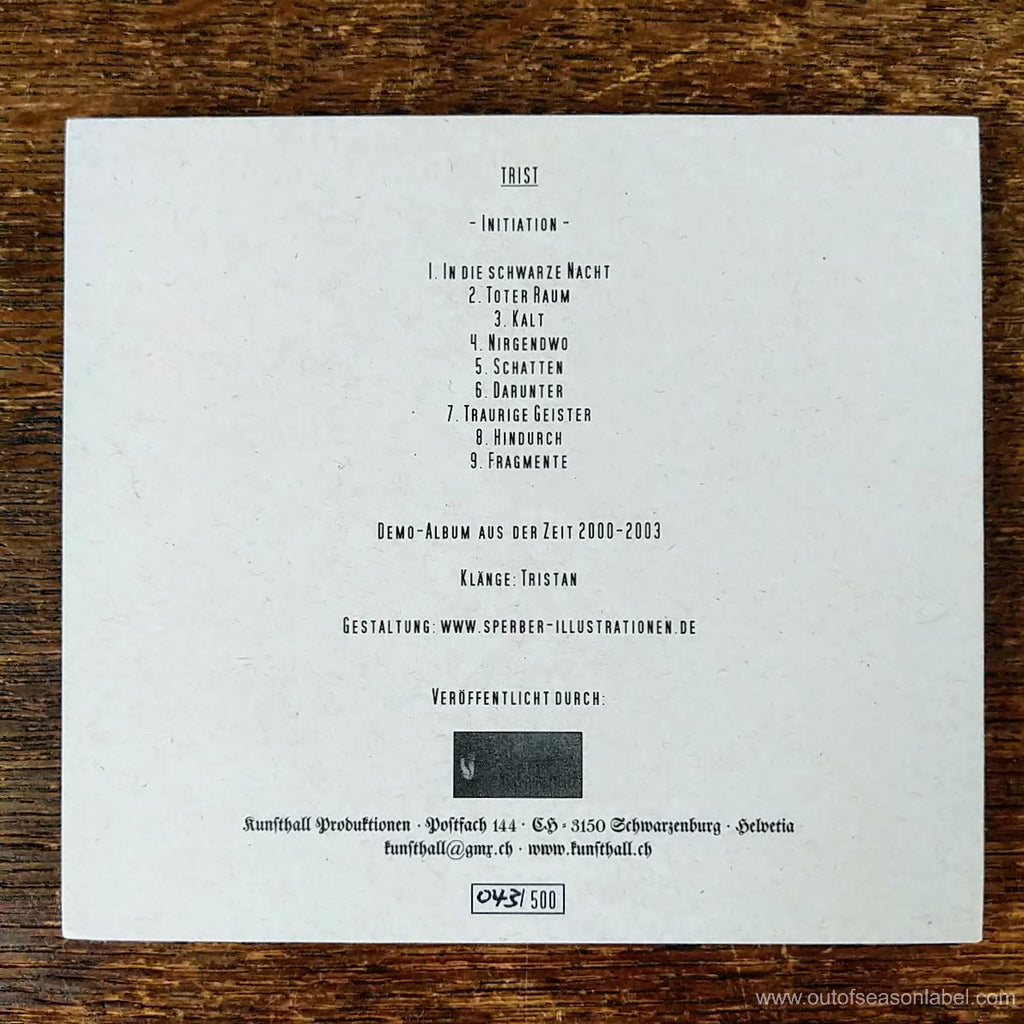 TRIST
- INITIATION -
1. IN DIE SCHWARZE NACHT
2. TOTER RAUM
3. KALT
4. NIRGENDWO
5. SCHATTEN
6. DARUNTER
7. TRAURIGE GEISTER
8. HINDURCH
9. FRAGMENTE
DEMO-ALBUM AUS DER ZEIT 2000-2003
KLÄNGE: TRISTAN
GESTALTUNG: WWW.SPERBER-ILLUSTRATIONEN.DE
VERÖFFENTLICHT DURCH:
Kunſthall Produktionen · Poſtfach 144 · CH - 3150 Schwarzenburg · Helvetia
kunſthall@gmx.ch · www.kunſthall.ch
043/ 500
www.outofseasonlabel.com